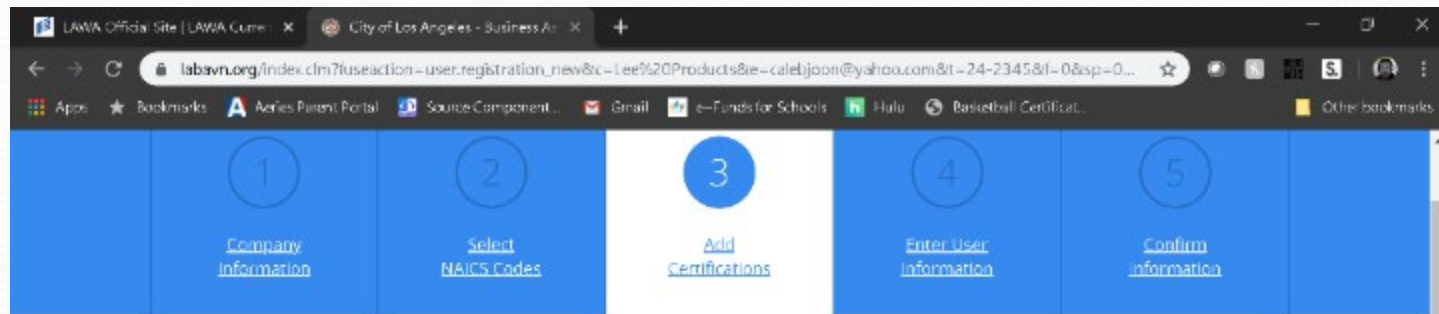 LAWA Official Site | LAWA Curren
City of Los Angeles - Business As
labavn.org/index.cfm?fuseaction=user.registration_new&c=Lee%20Products&e=calebjoon@yahoo.com&t=24-2345&f=0&sp=0...
Apps Bookmarks Aeries Parent Portal Source Component... Gmail e~Funds for Schools Hulu Basketball Certificat... Other bookmarks
1 2 3 4 5
Company Information
Select NAICS Codes
Add Certifications
Enter User Information
Confirm Information